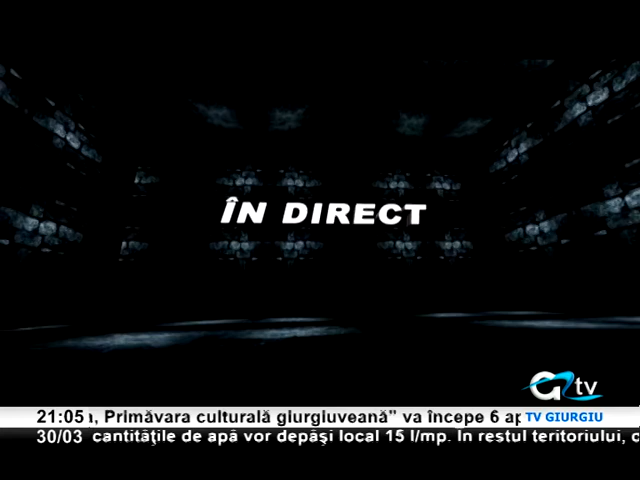 ÎN DIRECT
G tv
21:05 Primăvara culturală giurgiuveană” va începe 6 TV GIURGIU
30/03 cantităţile de apă vor depăşi local 15 l/mp. În restul teritoriului,